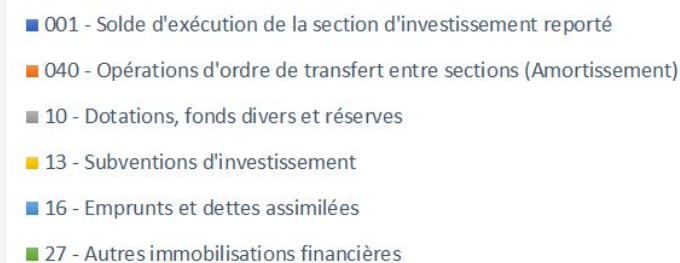 001 - Solde d'exécution de la section d'investissement reporté
040 - Opérations d'ordre de transfert entre sections (Amortissement)
10 - Dotations, fonds divers et réserves
13 - Subventions d'investissement
16 - Emprunts et dettes assimilées
27 - Autres immobilisations financières